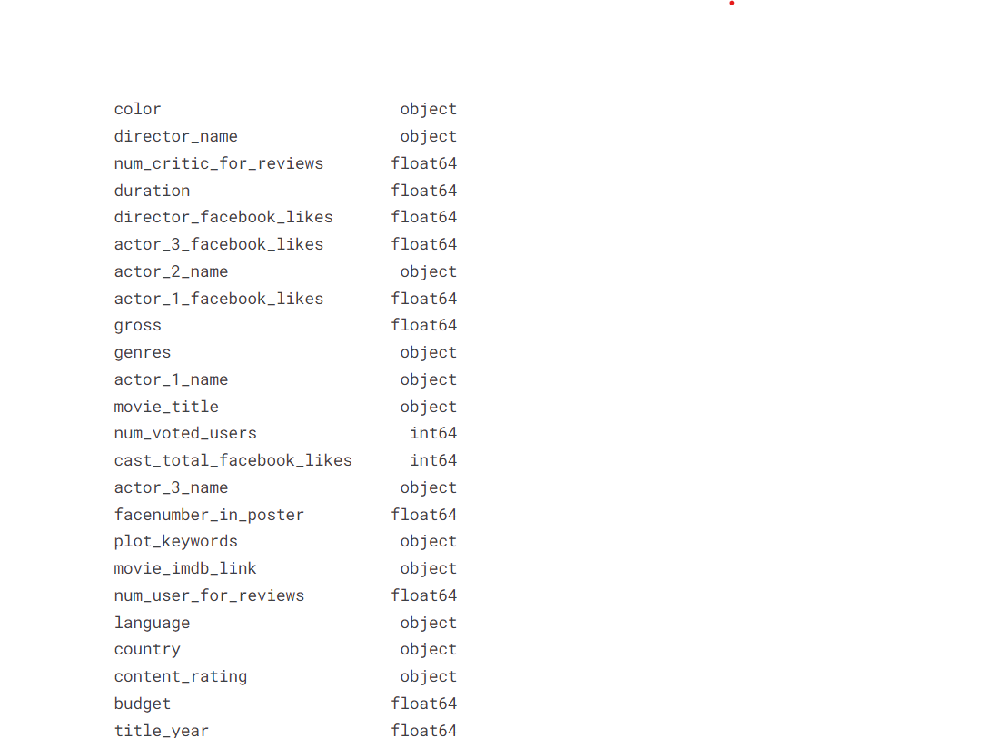 color object
director_name object
num_critic_for_reviews float64
duration float64
director_facebook_likes float64
actor_3_facebook_likes float64
actor_2_name object
actor_1_facebook_likes float64
gross float64
genres object
actor_1_name object
movie_title object
num_voted_users int64
cast_total_facebook_likes int64
actor_3_name object
facenumber_in_poster float64
plot_keywords object
movie_imdb_link object
num_user_for_reviews float64
language object
country object
content_rating object
budget float64
title_year float64